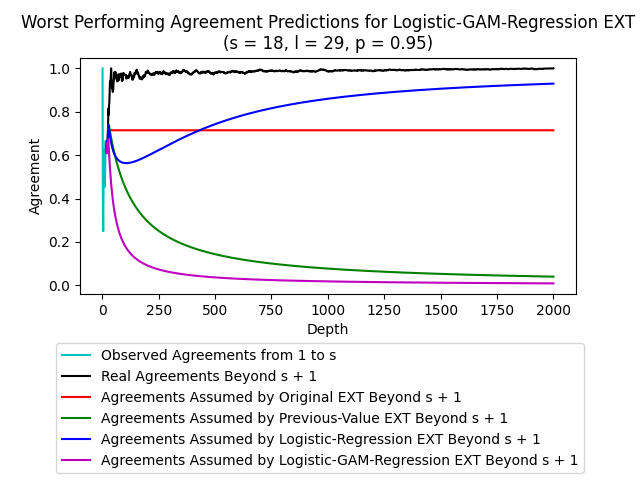 Worst Performing Agreement Predictions for Logistic-GAM-Regression EXT
(s = 18, l = 29, p = 0.95)
1.0
0.8
0.6
0.4
0.2
0.0
Agreement
0 250 500 750 1000 1250 1500 1750 2000
Depth
Observed Agreements from 1 to s
Real Agreements Beyond s + 1
Agreements Assumed by Original EXT Beyond s + 1
Agreements Assumed by Previous-Value EXT Beyond s + 1
Agreements Assumed by Logistic-Regression EXT Beyond s + 1
Agreements Assumed by Logistic-GAM-Regression EXT Beyond s + 1